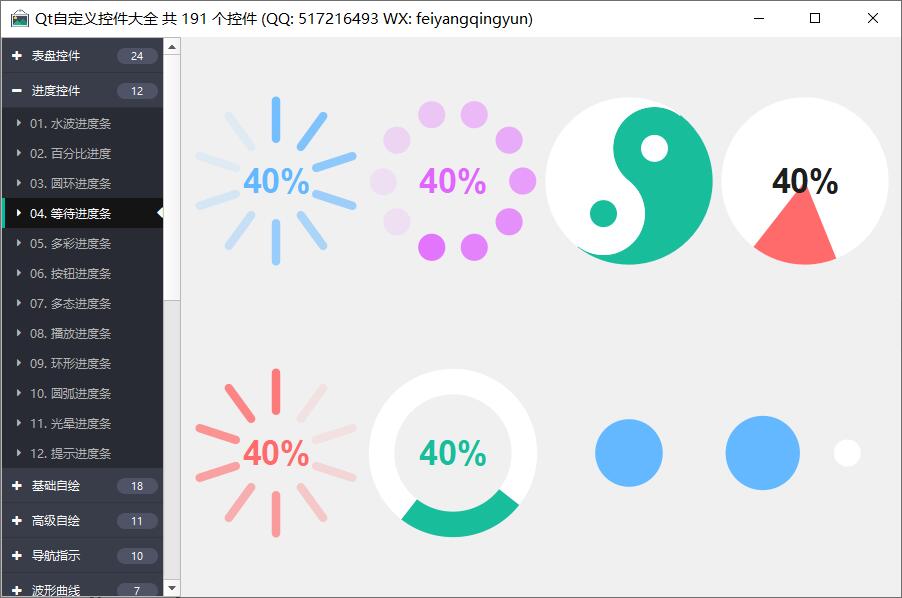 Qt自定义控件大全 共 191 个控件 (QQ: 517216493 WX: feiyangqingyun)
表盘控件 24
进度控件 12
01. 水波进度条
02. 百分比进度
03. 圆环进度条
04. 等待进度条
05. 多彩进度条
06. 按钮进度条
07. 多态进度条
08. 播放进度条
09. 环形进度条
10. 圆弧进度条
11. 光晕进度条
12. 提示进度条
基础自绘 18
高级自绘 11
导航指示 10
波形曲线 7
40% 40% 40%
40% 40%